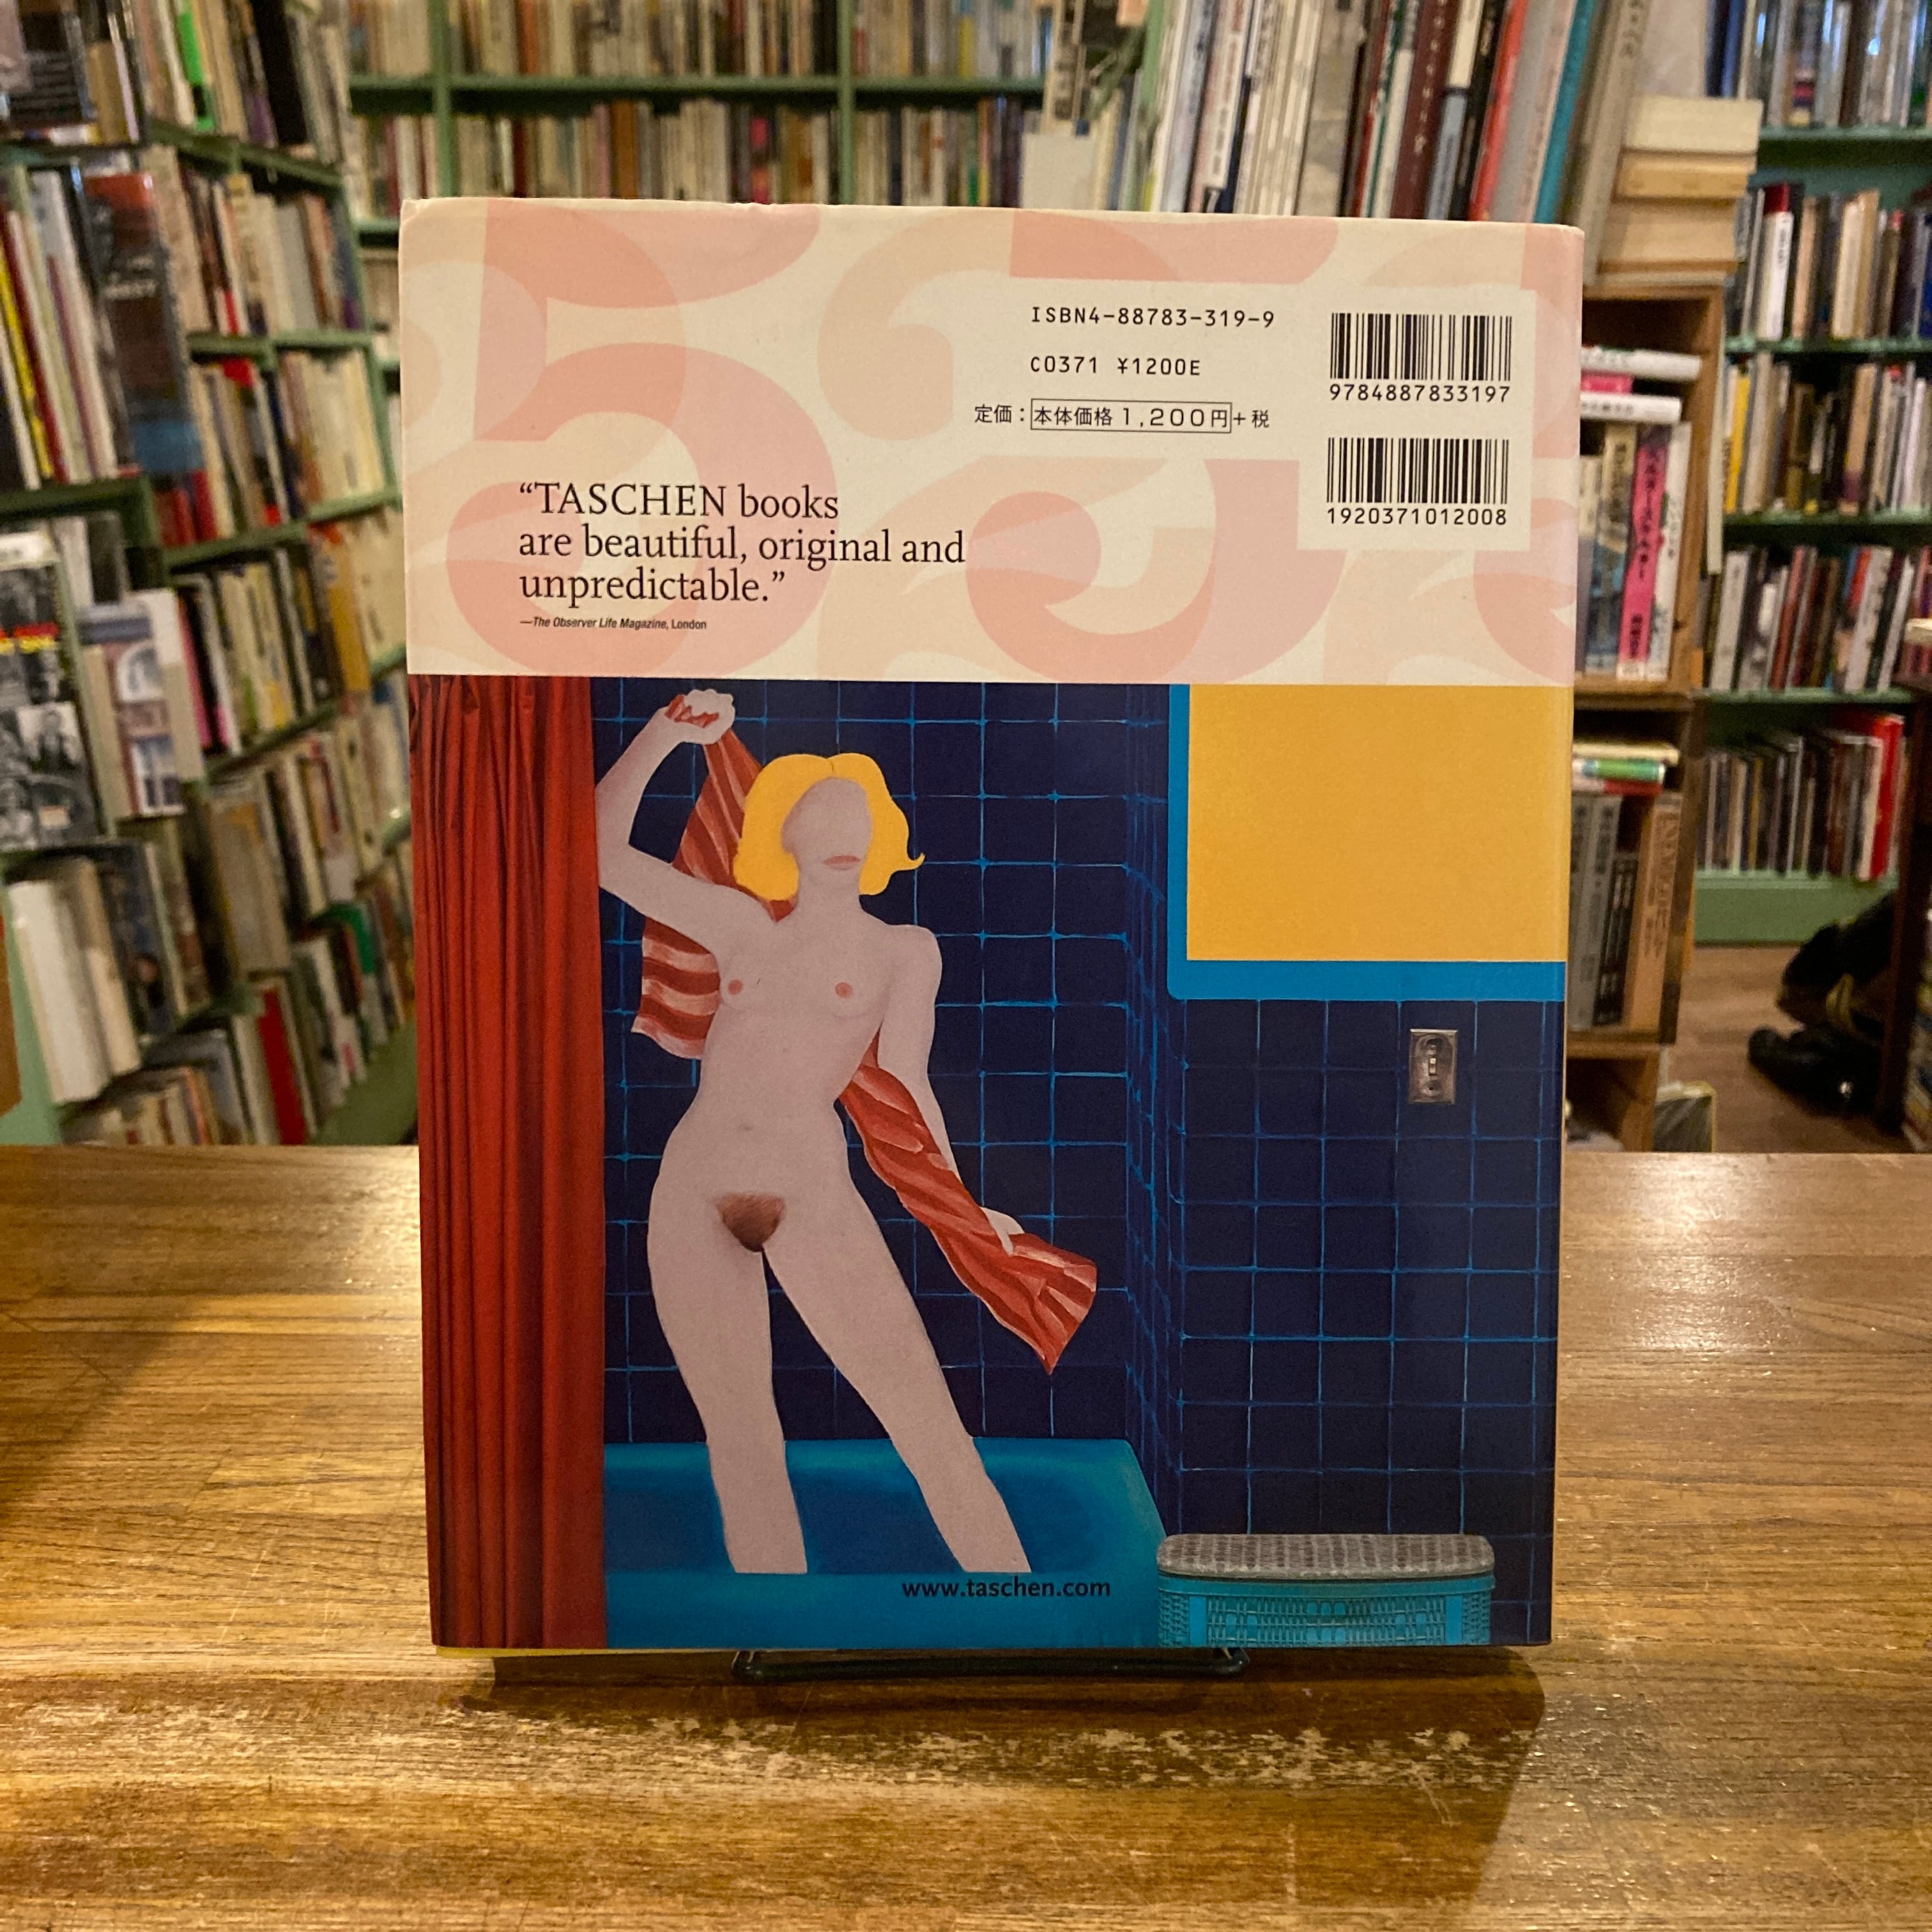 ISBN4-88783-319-9
C0371 ¥1200E
定価：本体価格1,200円+税
9784887833197
1920371012008
“TASCHEN books
are beautiful, original and
unpredictable.”
—The Observer Life Magazine, London
www.taschen.com